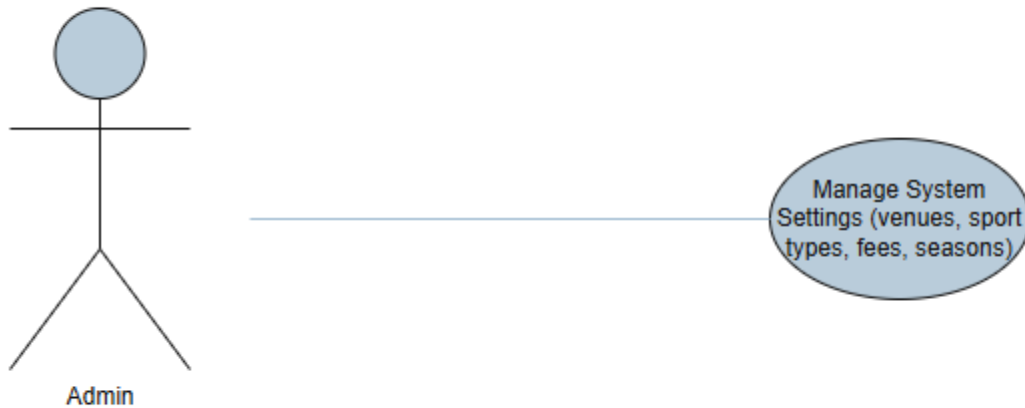 Manage System
Settings (venues, sport
types, fees, seasons)
Admin